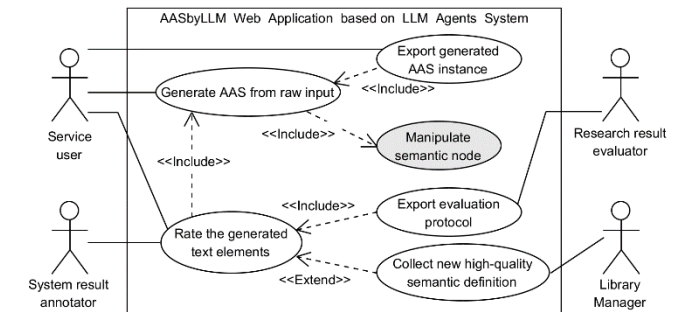 AASbyLLM Web Application based on LLM Agents System
Export generated
AAS instance
<<Include>>
Generate AAS from raw input
<<Include>>
Service
user
Manipulate
semantic node
Research result
evaluator
<<Include>>
<<Include>>
Export evaluation
protocol
Rate the generated
text elements
<<Extend>>
Collect new high-quality
semantic definition
System result
annotator
Library
Manager